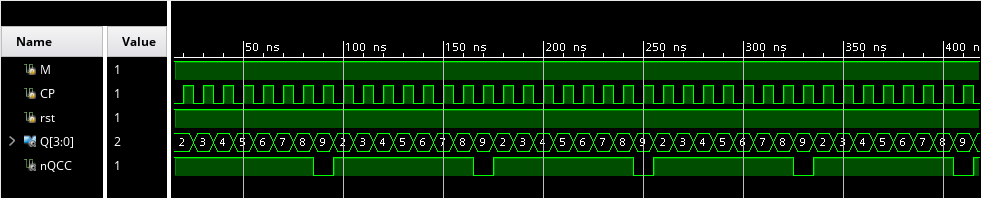 Name Value
50 ns 100 ns 150 ns 200 ns 250 ns 300 ns 350 ns 400 n
M 1
CP 1
rst 1
Q[3:0] 2 2 3 4 5 6 7 8 9 2 3 4 5 6 7 8 9 2 3 4 5 6 7 8 9 2 3 4 5 6 7 8 9 2 3 4 5 6 7 8 9
nQCC 1